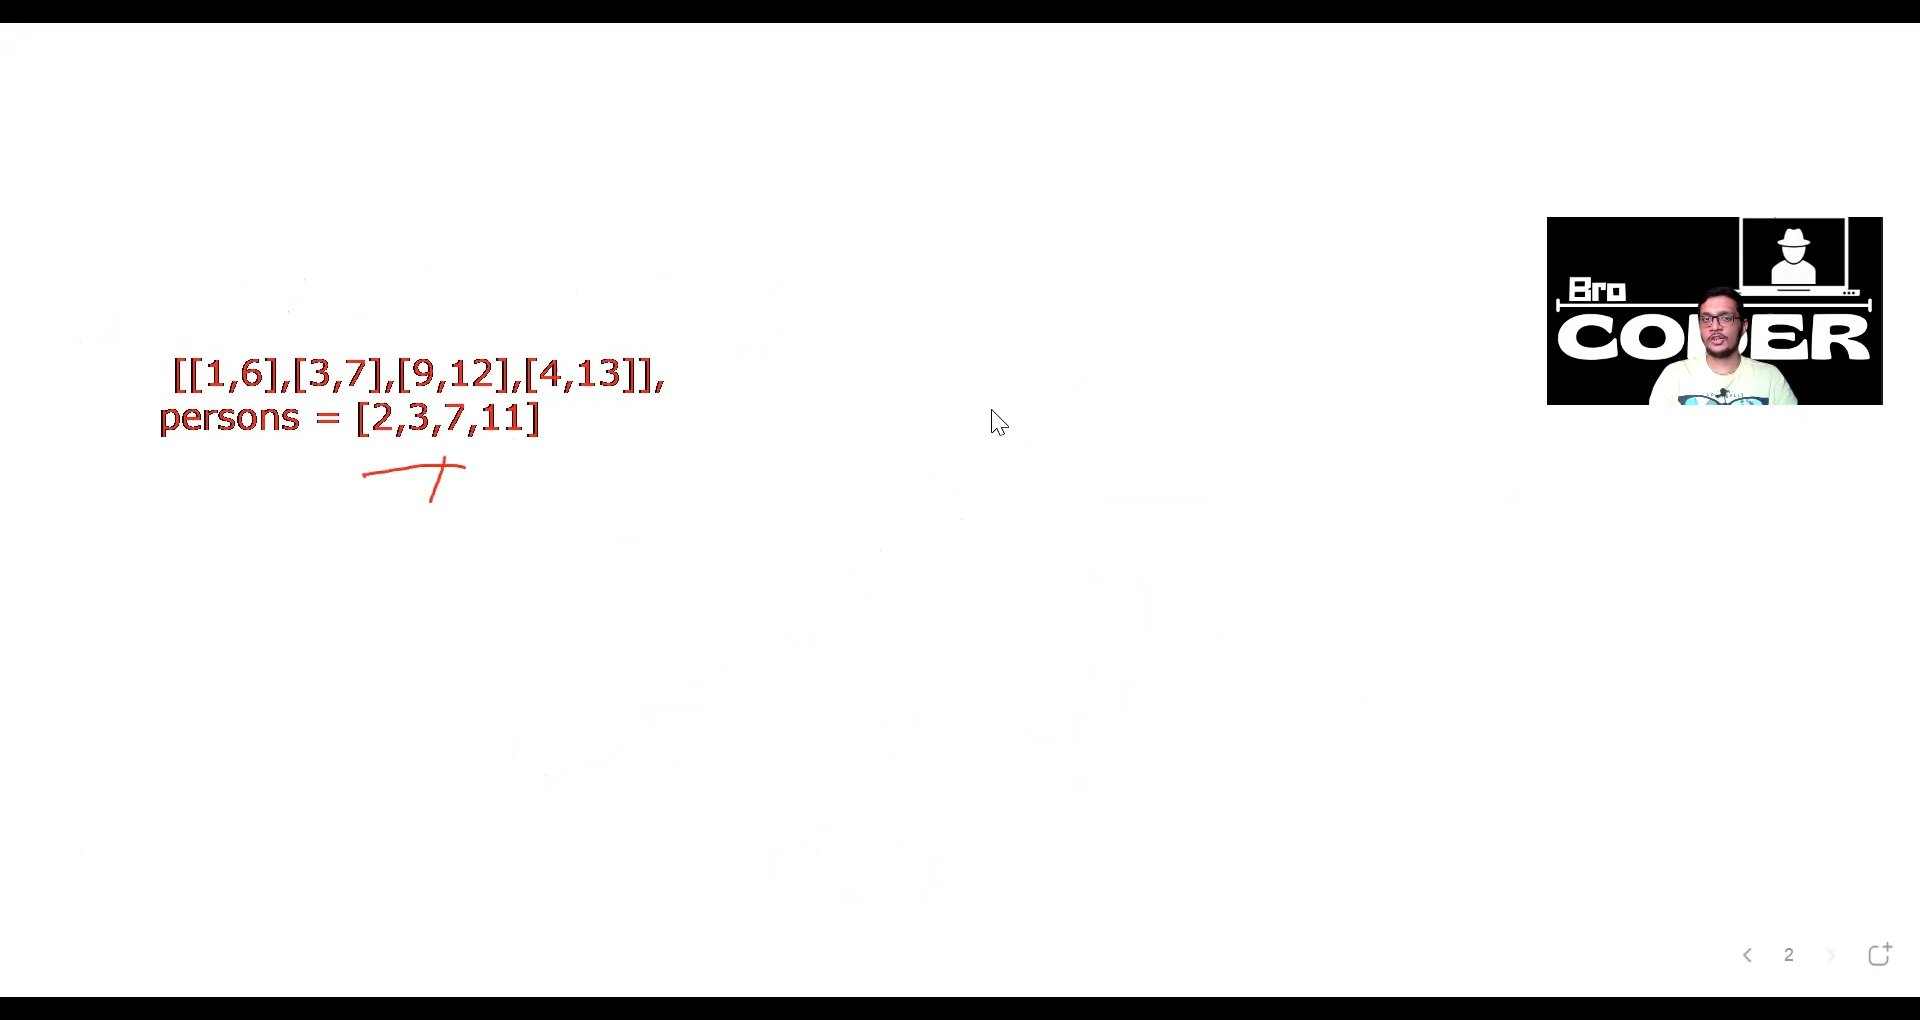 Bro
CODER
[[1,6],[3,7],[9,12],[4,13]],
persons = [2,3,7,11]
2